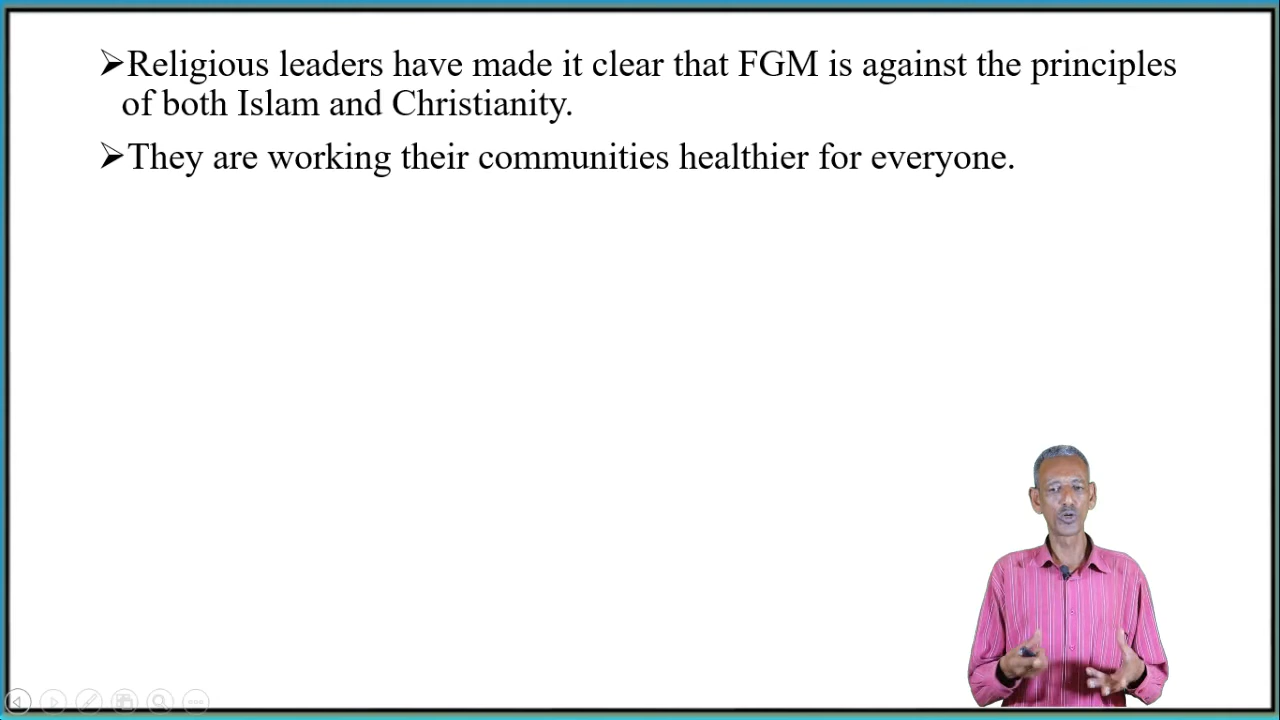 ➢Religious leaders have made it clear that FGM is against the principles
of both Islam and Christianity.
➢They are working their communities healthier for everyone.